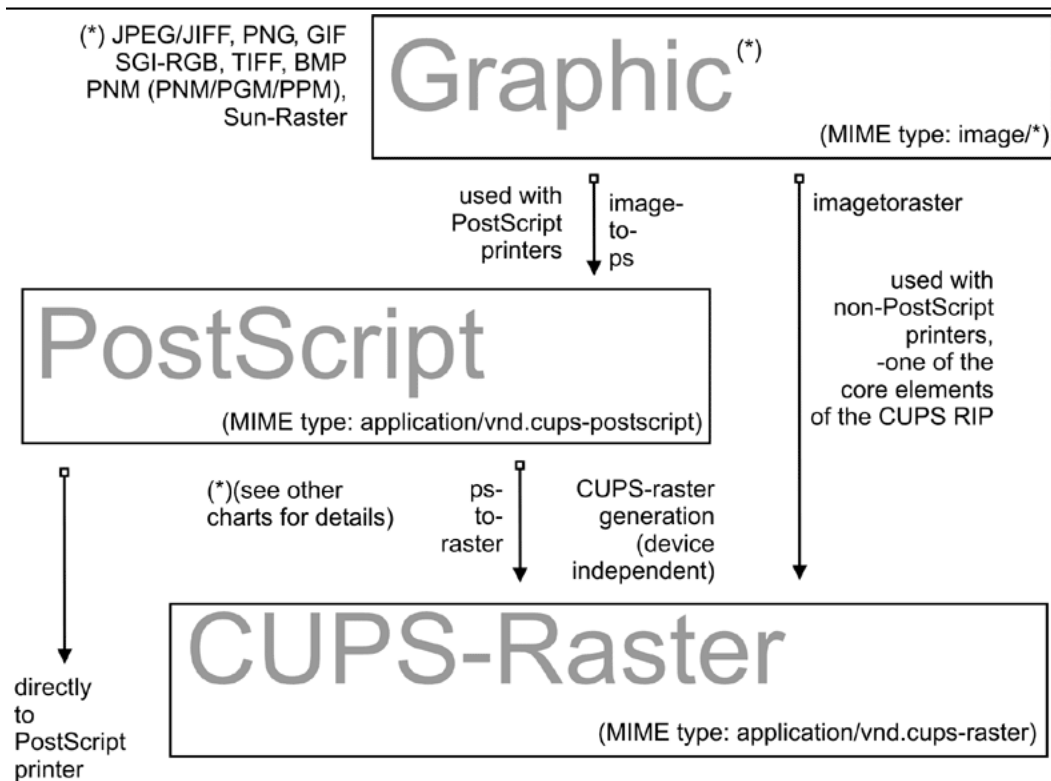 (*) JPEG/JIFF, PNG, GIF
SGI-RGB, TIFF, BMP
PNM (PNM/PGM/PPM),
Sun-Raster
Graphic(*)
(MIME type: image/*)
used with
PostScript
printers
image-
to-
ps
imagetoraster
used with
non-PostScript
printers,
-one of the
core elements
of the CUPS RIP
PostScript
(MIME type: application/vnd.cups-postscript)
(*)(see other
charts for details)
ps-
to-
raster
CUPS-raster
generation
(device
independent)
directly
to
PostScript
printer
CUPS-Raster
(MIME type: application/vnd.cups-raster)